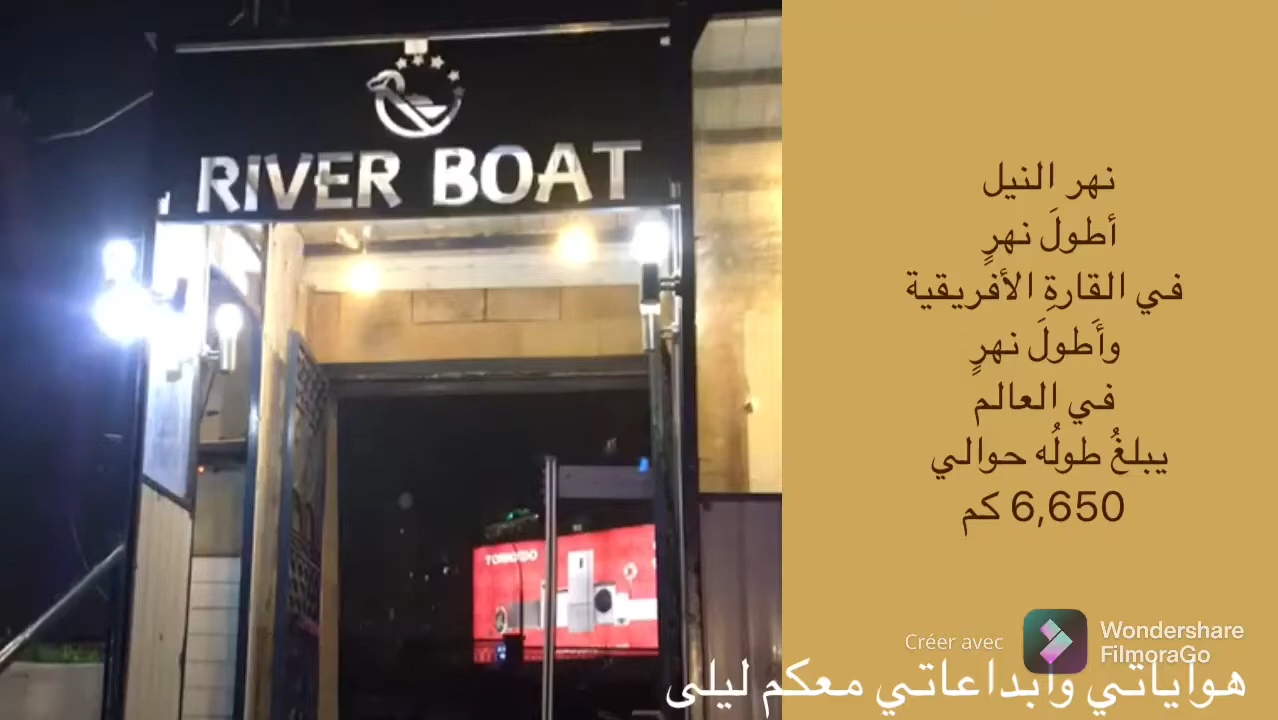 RIVER BOAT
TORNADO
نهر النيل
أطولَ نهرٍ
في القارةِ الأفريقية
وأَطولَ نهرٍ
في العالم
يبلغُ طولُه حوالي
6,650 كم
Créer avec
Wondershare
FilmoraGo
هواياتي وابداعاتي معكم ليلى